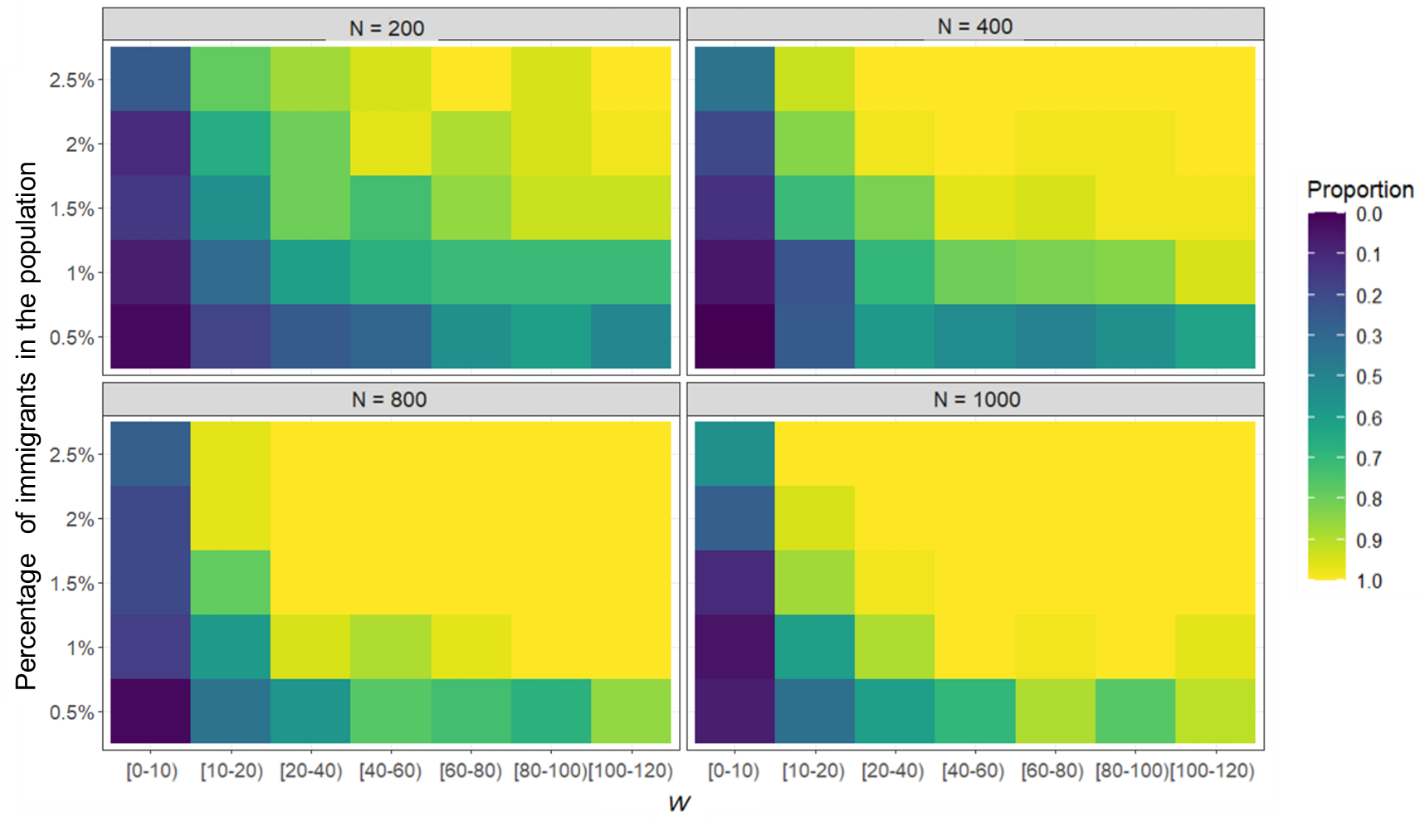 N = 200
N = 400
2.5%
2%
1.5%
1%
0.5%
N = 800
N = 1000
2.5%
2%
1.5%
1%
0.5%
[0-10) [10-20) [20-40) [40-60) [60-80) [80-100)[100-120)
[0-10) [10-20) [20-40) [40-60) [60-80) [80-100)[100-120)
W
Percentage of immigrants in the population
Proportion
0.0
0.1
0.2
0.3
0.5
0.6
0.7
0.8
0.9
1.0